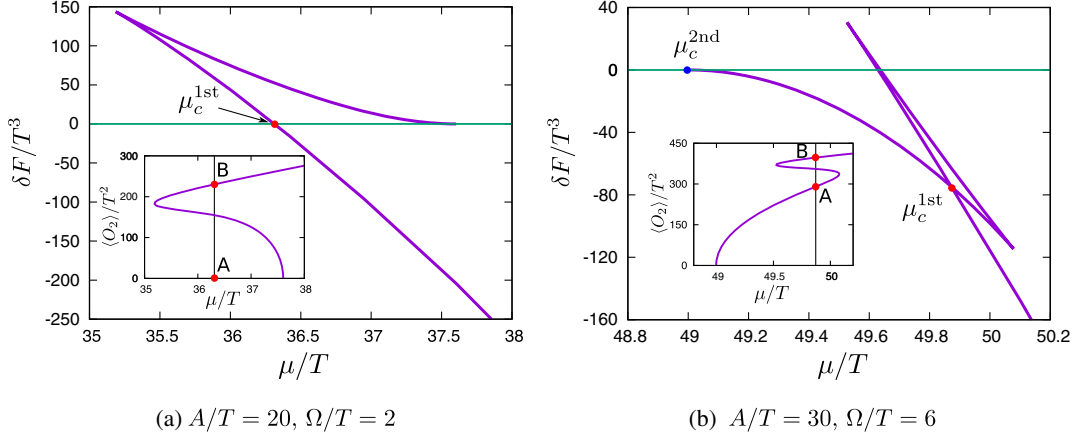 150
100
50
0
-50
-100
-150
-200
-250
δF/T³
μ_c^{1st}
300
200
100
0
⟨O₂⟩/T²
B
A
35 36 37 38
μ/T
35 35.5 36 36.5 37 37.5 38
μ/T
(a) A/T = 20, Ω/T = 2
40
0
-40
-80
-120
-160
δF/T³
μ_c^{2nd}
450
300
150
0
⟨O₂⟩/T²
B
A
49 49.5 50
μ/T
μ_c^{1st}
48.8 49 49.2 49.4 49.6 49.8 50 50.2
μ/T
(b) A/T = 30, Ω/T = 6